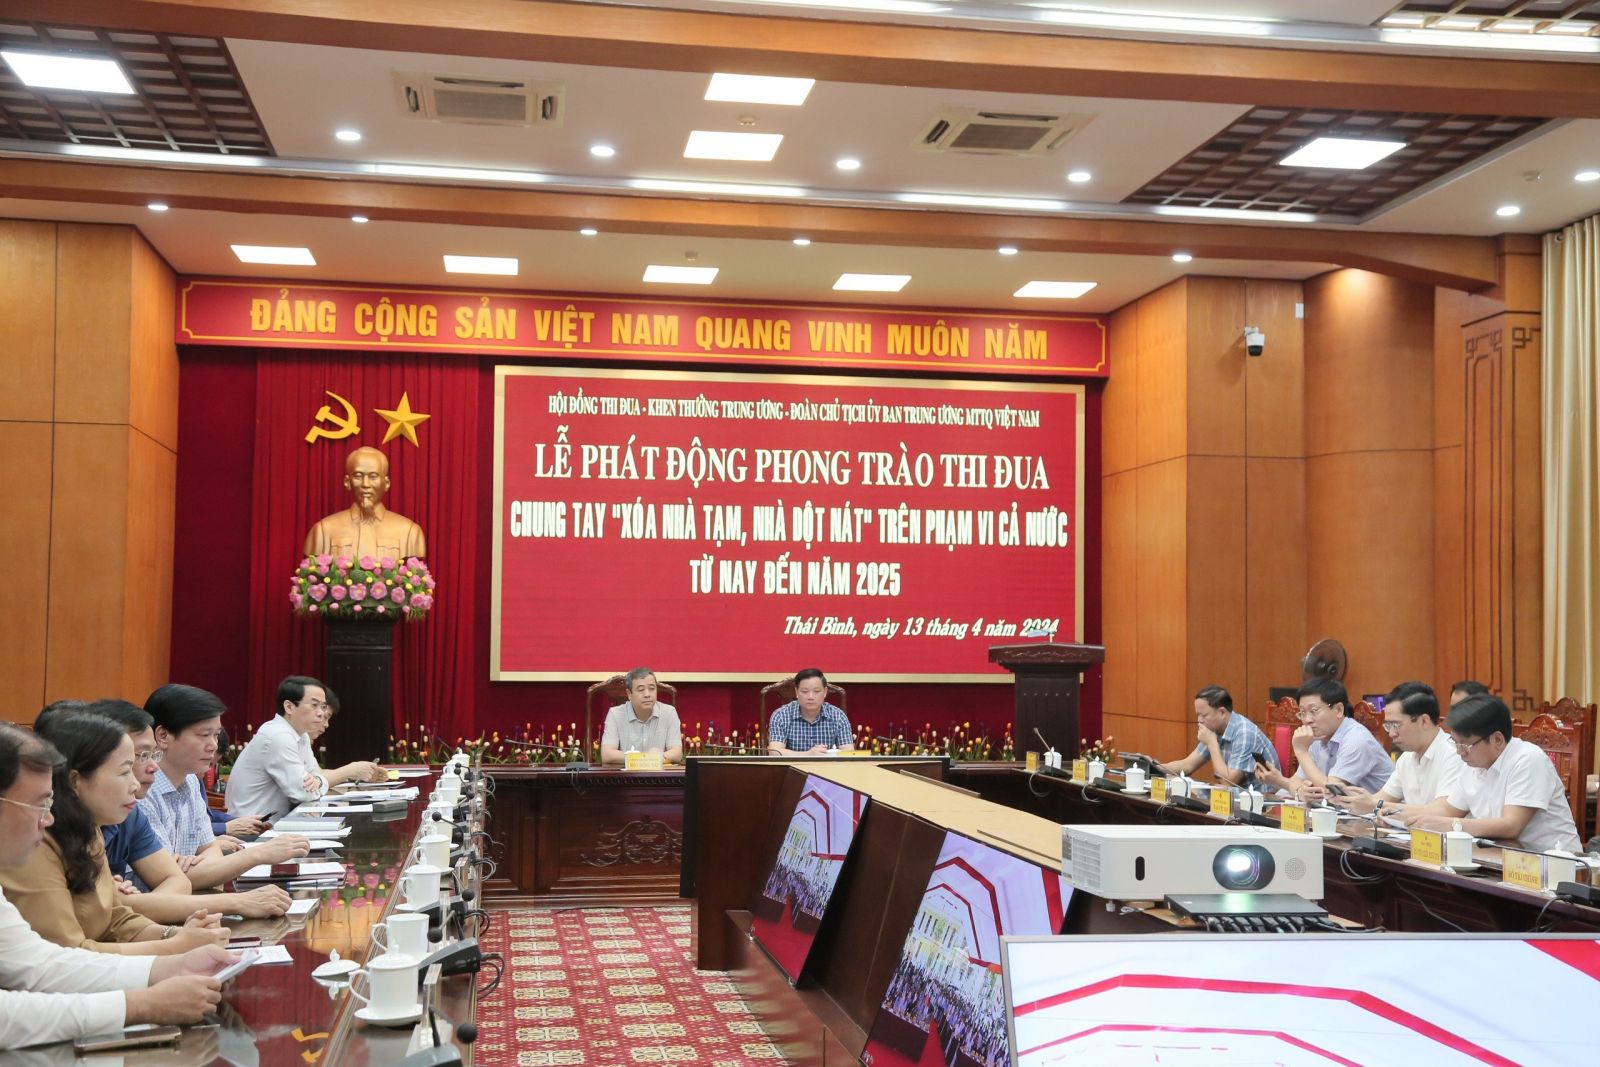 ĐẢNG CỘNG SẢN VIỆT NAM QUANG VINH MUÔN NĂM
HỘI ĐỒNG THI ĐUA - KHEN THƯỞNG TRUNG ƯƠNG - ĐOÀN CHỦ TỊCH ỦY BAN TRUNG ƯƠNG MTTQ VIỆT NAM
LỄ PHÁT ĐỘNG PHONG TRÀO THI ĐUA
CHUNG TAY "XÓA NHÀ TẠM, NHÀ DỘT NÁT" TRÊN PHẠM VI CẢ NƯỚC
TỪ NAY ĐẾN NĂM 2025
Thái Bình, ngày 13 tháng 4 năm 2024
SỞ TÀI CHÍNH